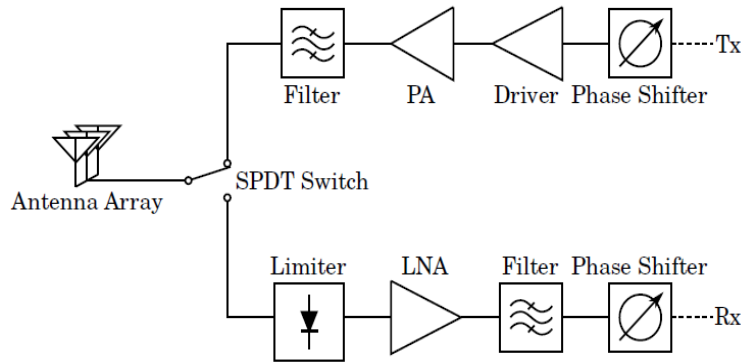 Tx
Filter
PA
Driver
Phase Shifter
SPDT Switch
Antenna Array
Limiter
LNA
Filter
Phase Shifter
Rx